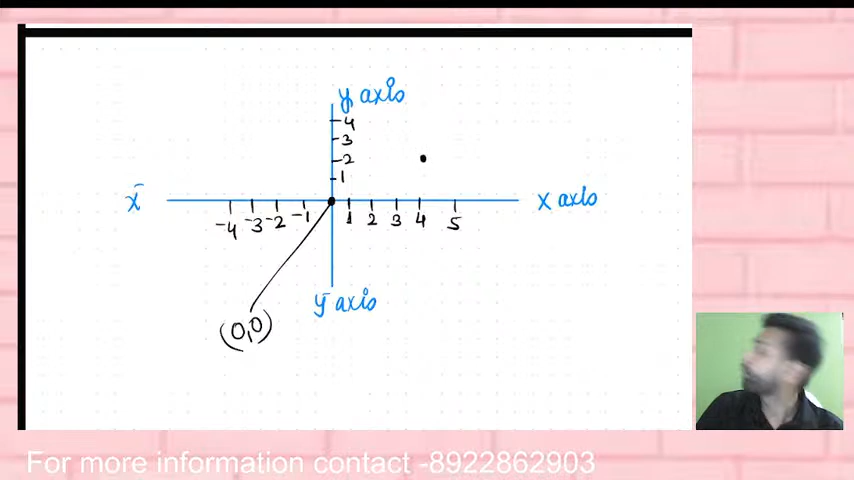 y axis
4
3
2
1
x̄ x axis
-4 -3 -2 -1 1 2 3 4 5
ȳ axis
(0,0)
For more information contact -8922862903